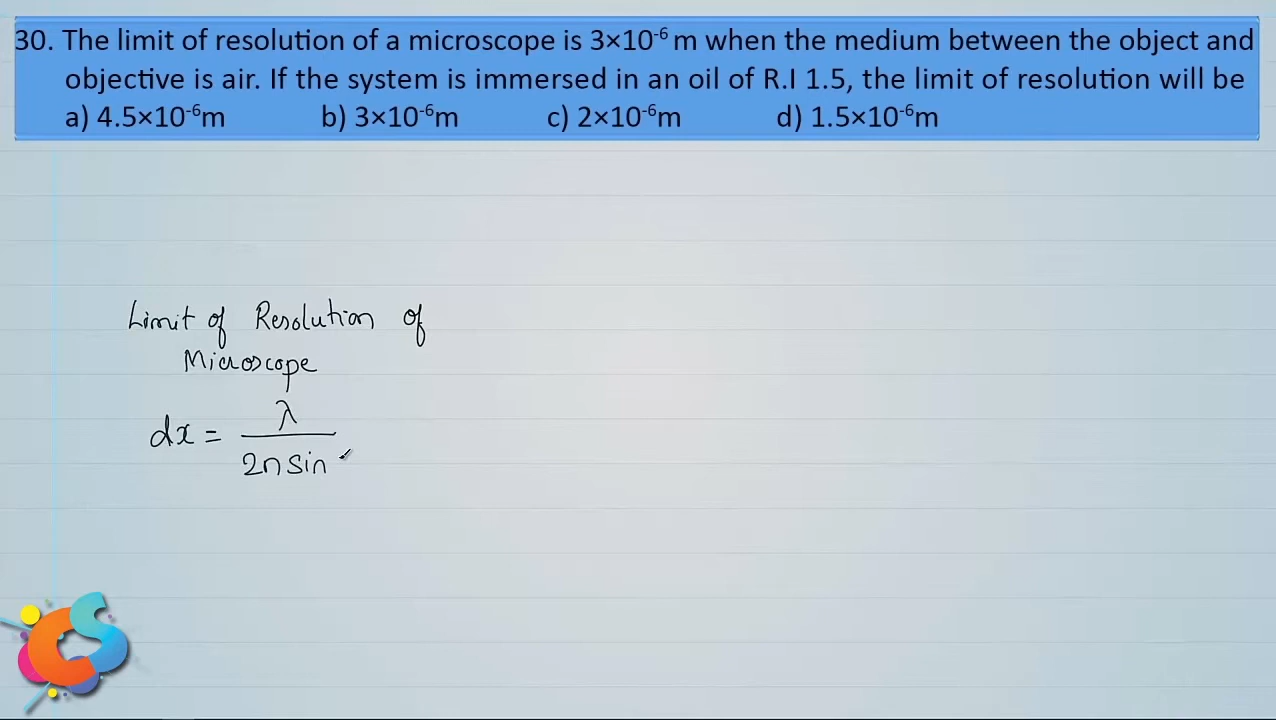 30. The limit of resolution of a microscope is 3×10⁻⁶ m when the medium between the object and
objective is air. If the system is immersed in an oil of R.I 1.5, the limit of resolution will be
a) 4.5×10⁻⁶m b) 3×10⁻⁶m c) 2×10⁻⁶m d) 1.5×10⁻⁶m
Limit of Resolution of
Microscope
dx = λ / 2n sin
CS